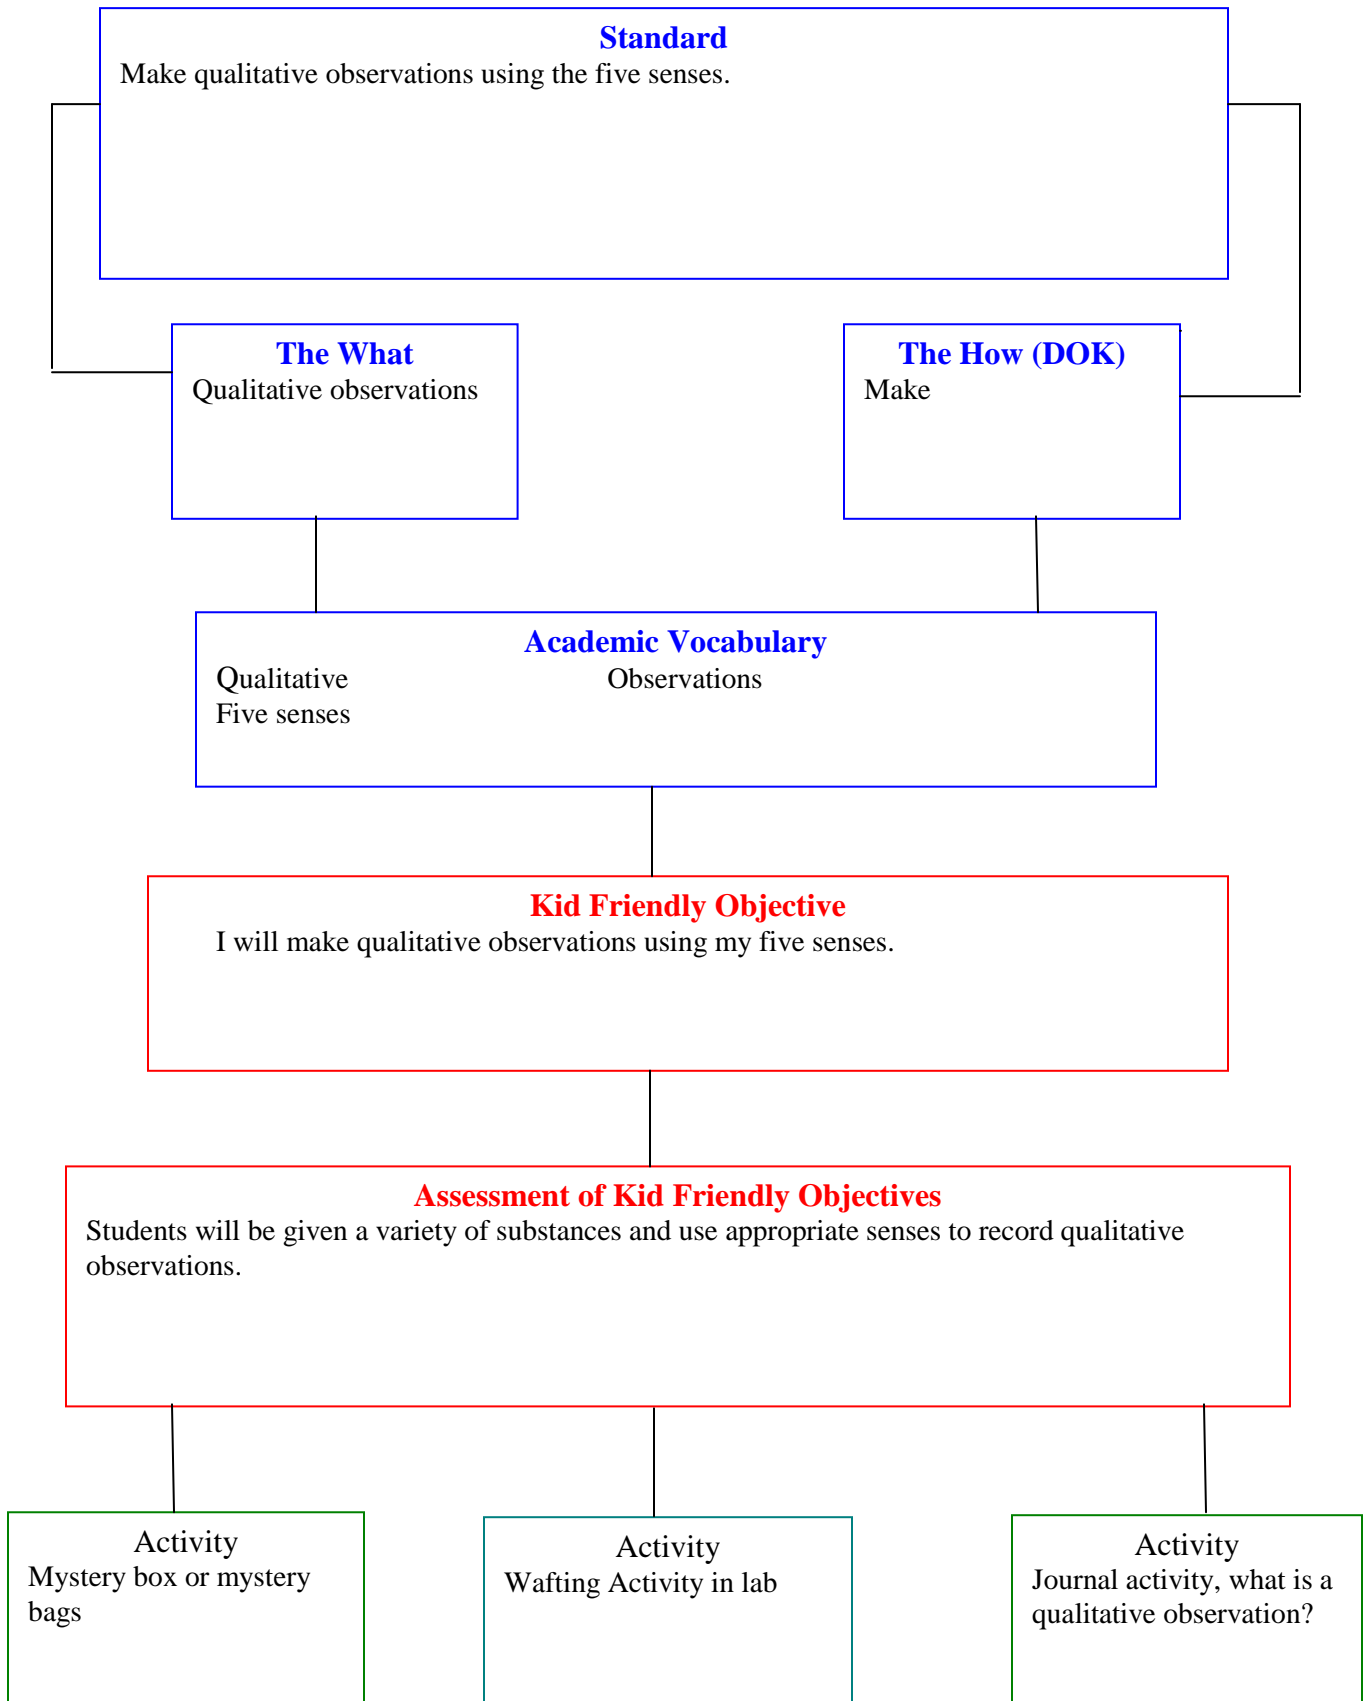 Standard
Make qualitative observations using the five senses.
The What
Qualitative observations
The How (DOK)
Make
Academic Vocabulary
Qualitative Observations
Five senses
Kid Friendly Objective
I will make qualitative observations using my five senses.
Assessment of Kid Friendly Objectives
Students will be given a variety of substances and use appropriate senses to record qualitative
observations.
Activity
Mystery box or mystery
bags
Activity
Wafting Activity in lab
Activity
Journal activity, what is a
qualitative observation?